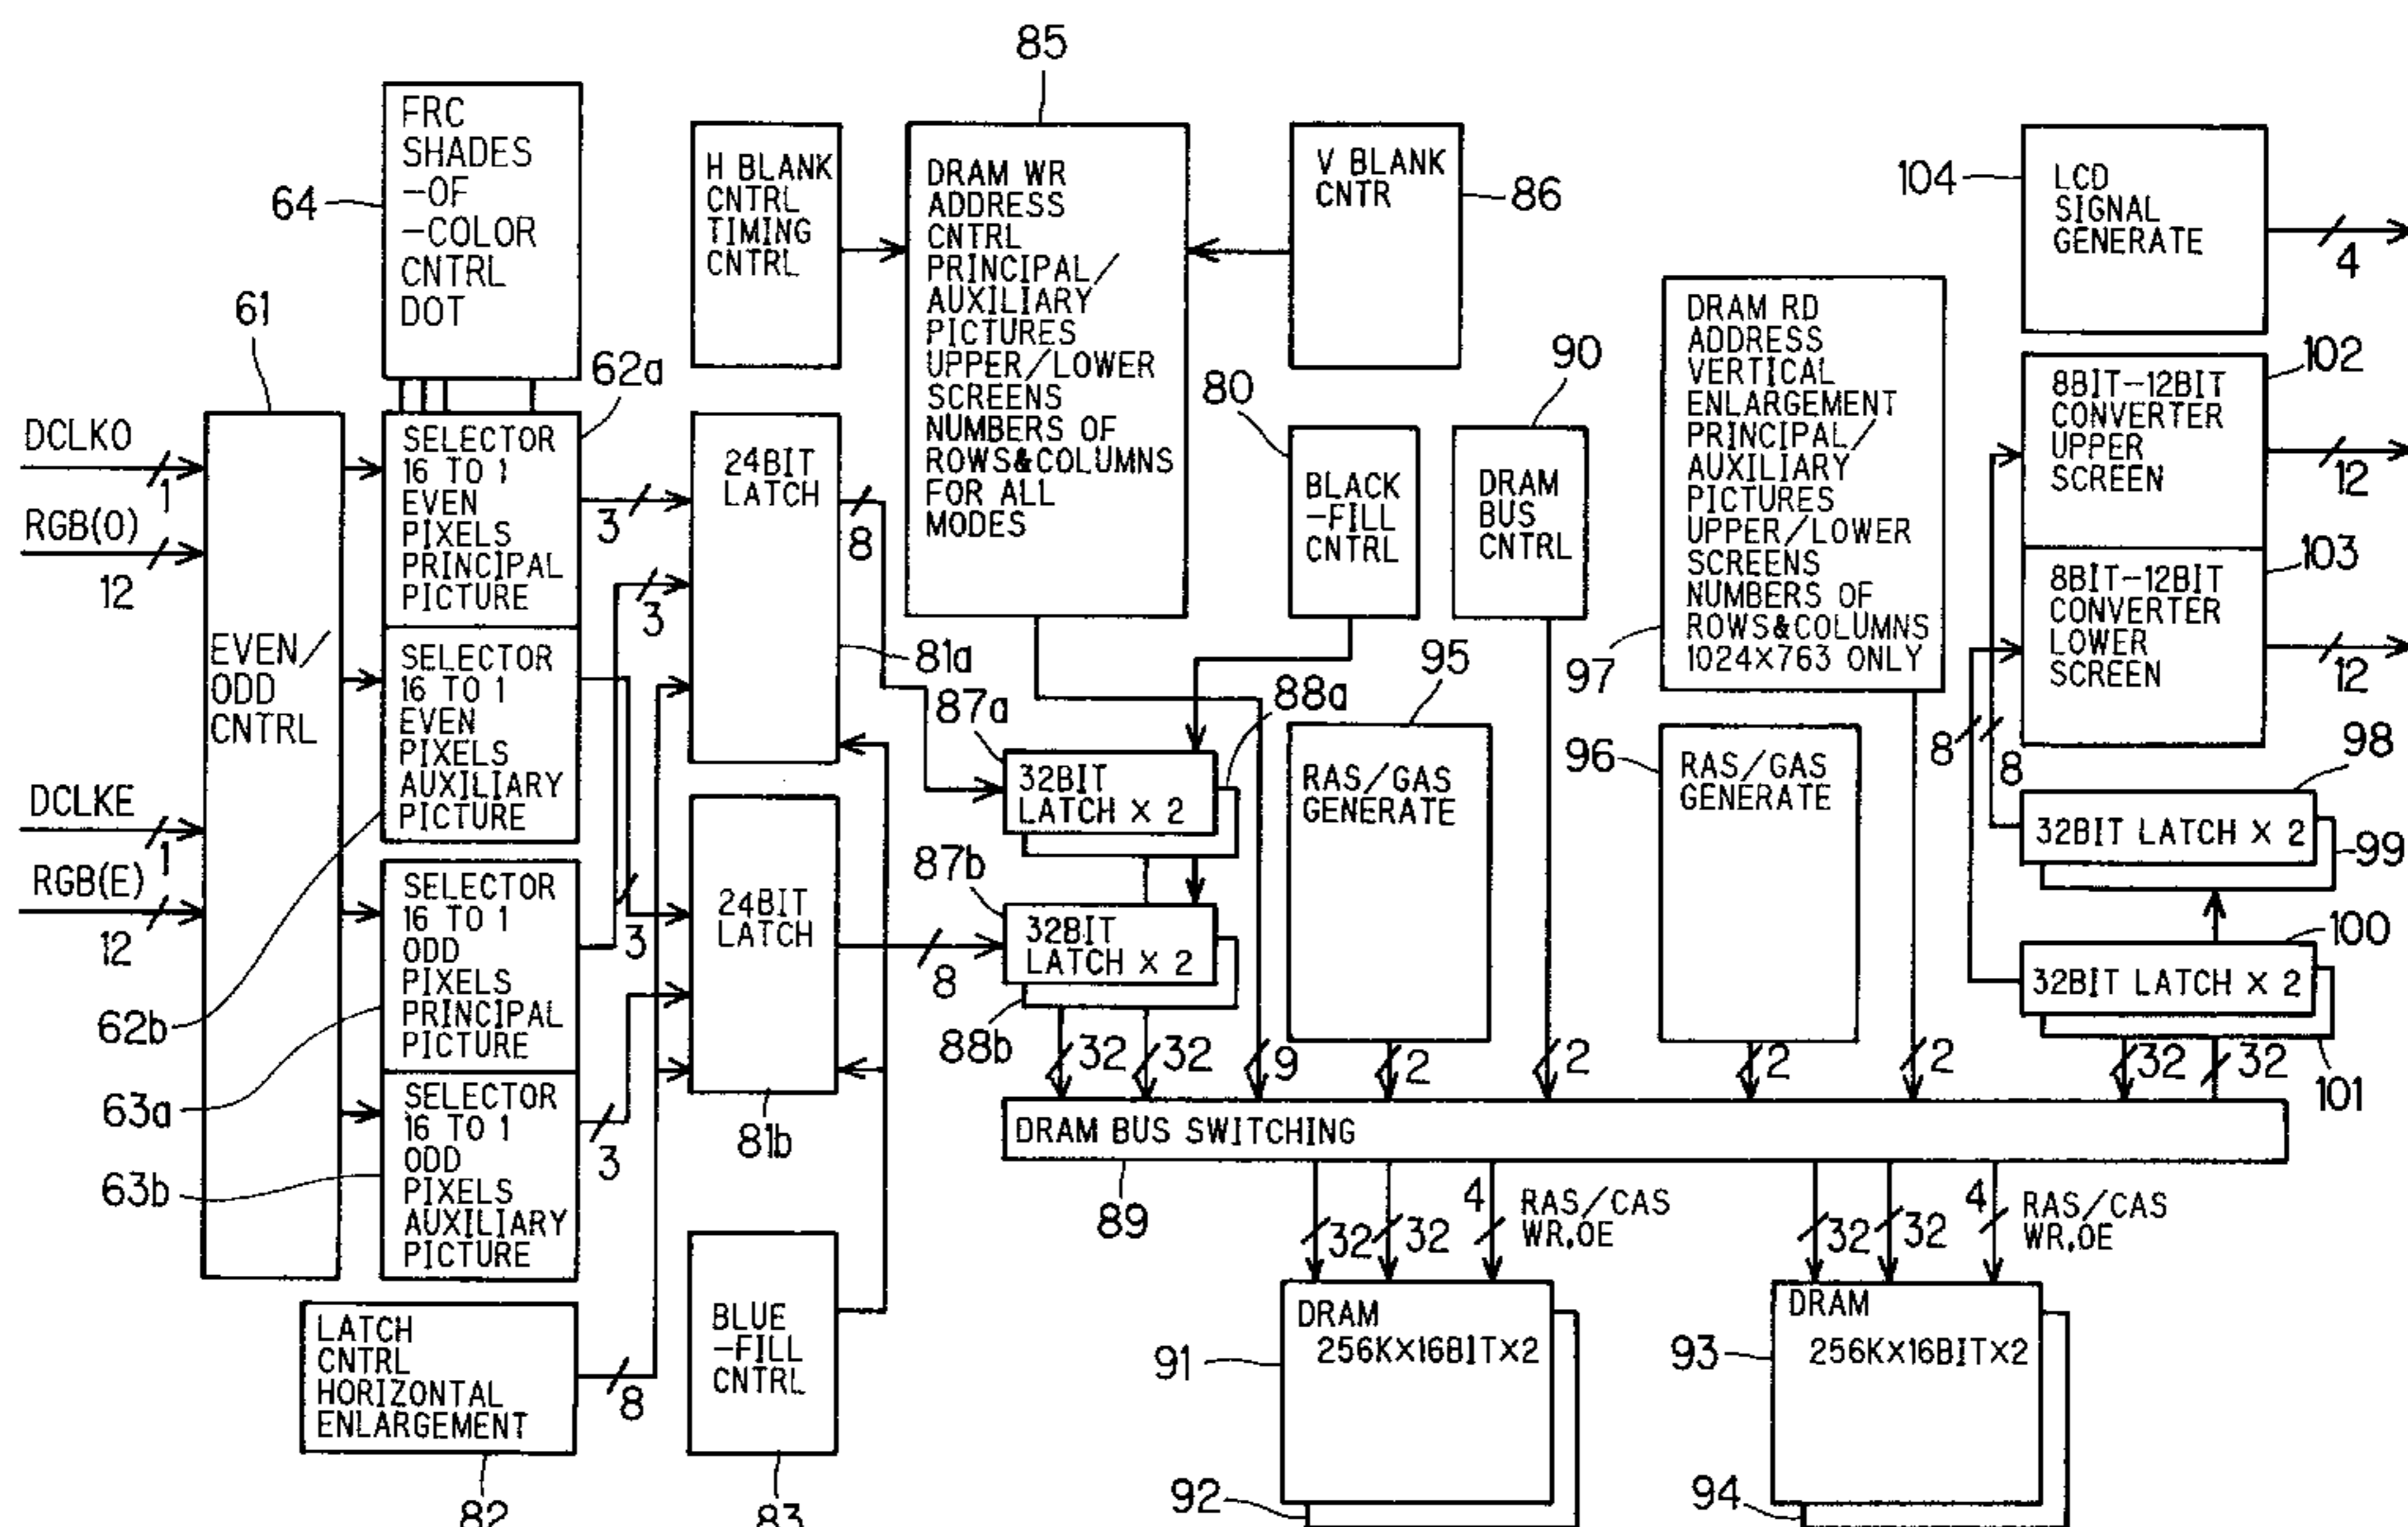 85
FRC
SHADES
-OF
-COLOR
CNTRL
DOT
64
H BLANK
CNTRL
TIMING
CNTRL
DRAM WR
ADDRESS
CNTRL
PRINCIPAL/
AUXILIARY
PICTURES
UPPER/LOWER
SCREENS
NUMBERS OF
ROWS&COLUMNS
FOR ALL
MODES
V BLANK
CNTR
86
104
LCD
SIGNAL
GENERATE
4
61
62a
DCLKO
1
RGB(O)
12
DCLKE
1
RGB(E)
12
EVEN/
ODD
CNTRL
SELECTOR
16 TO 1
EVEN
PIXELS
PRINCIPAL
PICTURE
3
SELECTOR
16 TO 1
EVEN
PIXELS
AUXILIARY
PICTURE
3
62b
SELECTOR
16 TO 1
ODD
PIXELS
PRINCIPAL
PICTURE
3
63a
SELECTOR
16 TO 1
ODD
PIXELS
AUXILIARY
PICTURE
3
63b
LATCH
CNTRL
HORIZONTAL
ENLARGEMENT
8
82
24BIT
LATCH
8
81a
24BIT
LATCH
8
81b
BLUE
-FILL
CNTRL
83
80
BLACK
-FILL
CNTRL
90
DRAM
BUS
CNTRL
2
DRAM RD
ADDRESS
VERTICAL
ENLARGEMENT
PRINCIPAL/
AUXILIARY
PICTURES
UPPER/LOWER
SCREENS
NUMBERS OF
ROWS&COLUMNS
1024X763 ONLY
97
2
102
8BIT-12BIT
CONVERTER
UPPER
SCREEN
12
103
8BIT-12BIT
CONVERTER
LOWER
SCREEN
12
8
8
87a
88a
32BIT
LATCH X 2
87b
32BIT
LATCH X 2
88b
32
32
9
95
RAS/GAS
GENERATE
2
96
RAS/GAS
GENERATE
2
98
32BIT LATCH X 2
99
100
32BIT LATCH X 2
101
32
32
DRAM BUS SWITCHING
89
32
32
4
RAS/CAS
WR.OE
32
32
4
RAS/CAS
WR.OE
DRAM
256KX16BITX2
91
92
DRAM
256KX16BITX2
93
94